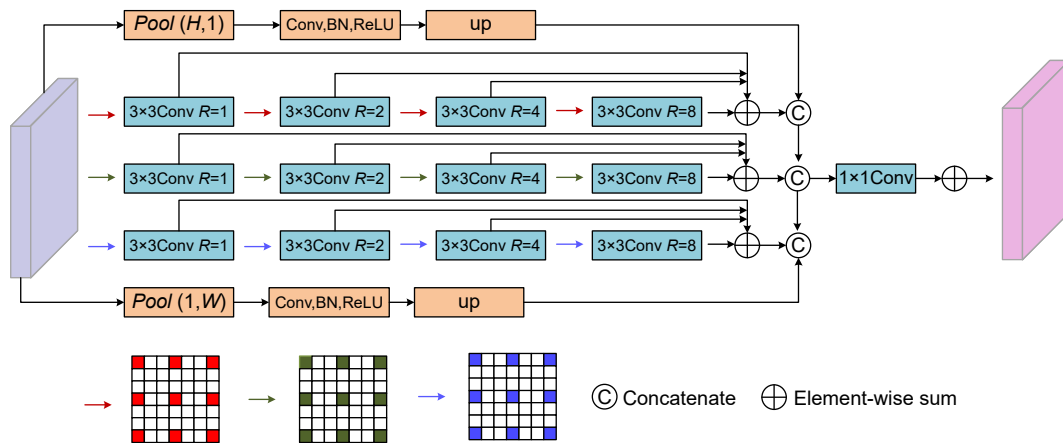 Pool (H,1) Conv,BN,ReLU up
3×3Conv R=1 3×3Conv R=2 3×3Conv R=4 3×3Conv R=8 C
3×3Conv R=1 3×3Conv R=2 3×3Conv R=4 3×3Conv R=8 C 1×1Conv
3×3Conv R=1 3×3Conv R=2 3×3Conv R=4 3×3Conv R=8 C
Pool (1,W) Conv,BN,ReLU up
C Concatenate Element-wise sum